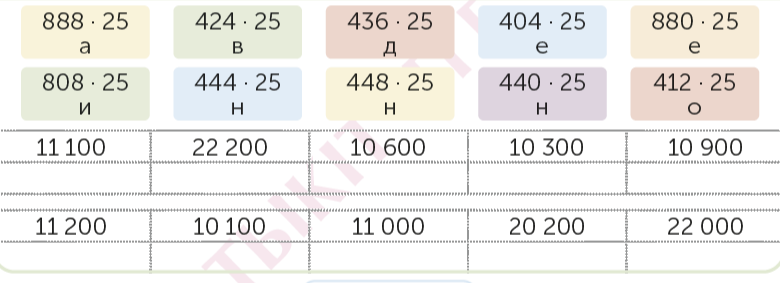 888 · 25 424 · 25 436 · 25 404 · 25 880 · 25
а в д е е
808 · 25 444 · 25 448 · 25 440 · 25 412 · 25
и н н н о
11 100 22 200 10 600 10 300 10 900
11 200 10 100 11 000 20 200 22 000